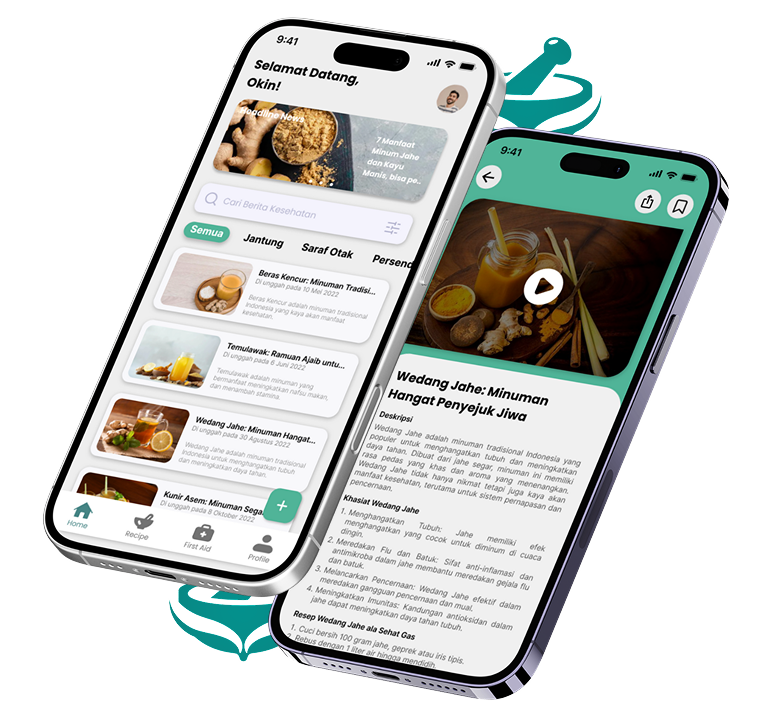 9:41
Selamat Datang,
Okin!
Headline News
7 Manfaat
Minum Jahe
dan Kayu
Manis, bisa pe..
Cari Berita Kesehatan
Semua
Jantung
Saraf Otak
Persend
Beras Kencur: Minuman Tradisi...
Di unggah pada 10 Mei 2022
Beras Kencur adalah minuman tradisional
Indonesia yang kaya akan manfaat
kesehatan.
Temulawak: Ramuan Ajaib untu...
Di unggah pada 6 Juni 2022
Temulawak adalah minuman yang
bermanfaat meningkatkan nafsu makan,
dan menambah stamina.
Wedang Jahe: Minuman Hangat...
Di unggah pada 30 Agustus 2022
Wedang Jahe adalah minuman tradisional
Indonesia untuk menghangatkan tubuh
dan meningkatkan daya tahan.
Kunir Asem: Minuman Segar
Di unggah pada 8 Oktober 2022
+
Home
Recipe
First Aid
Profile
9:41
Wedang Jahe: Minuman
Hangat Penyejuk Jiwa
Deskripsi
Wedang Jahe adalah minuman tradisional Indonesia yang
populer untuk menghangatkan tubuh dan meningkatkan
daya tahan. Dibuat dari jahe segar, minuman ini memiliki
rasa pedas yang khas dan aroma yang menenangkan.
Wedang Jahe tidak hanya nikmat tetapi juga kaya akan
manfaat kesehatan, terutama untuk sistem pernapasan dan
pencernaan.
Khasiat Wedang Jahe
1. Menghangatkan Tubuh: Jahe memiliki efek
menghangatkan yang cocok untuk diminum di cuaca
dingin.
2. Meredakan Flu dan Batuk: Sifat anti-inflamasi dan
antimikroba dalam jahe membantu meredakan gejala flu
dan batuk.
3. Melancarkan Pencernaan: Wedang Jahe efektif dalam
meredakan gangguan pencernaan dan mual.
4. Meningkatkan Imunitas: Kandungan antioksidan dalam
jahe dapat meningkatkan daya tahan tubuh.
Resep Wedang Jahe ala Sehat Gas
1. Cuci bersih 100 gram jahe, geprek atau iris tipis.
2. Rebus dengan 1 liter air hingga mendidih.